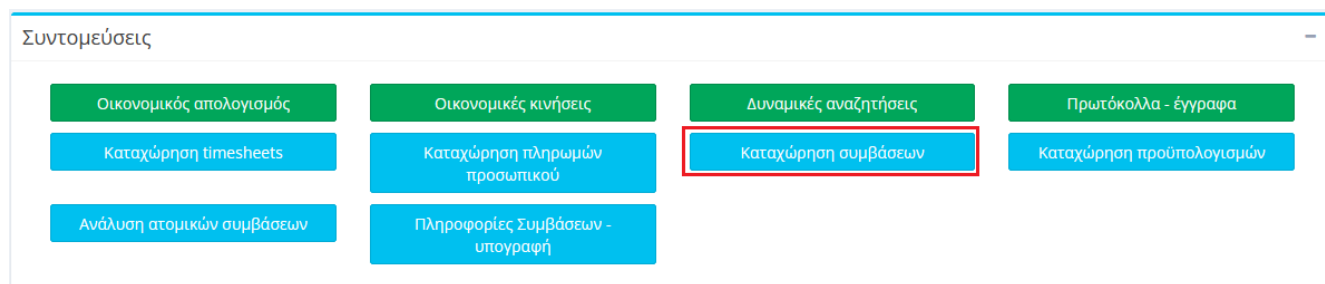 Συντομεύσεις
Οικονομικός απολογισμός
Οικονομικές κινήσεις
Δυναμικές αναζητήσεις
Πρωτόκολλα - έγγραφα
Καταχώρηση timesheets
Καταχώρηση πληρωμών
προσωπικού
Καταχώρηση συμβάσεων
Καταχώρηση προϋπολογισμών
Ανάλυση ατομικών συμβάσεων
Πληροφορίες Συμβάσεων -
υπογραφή